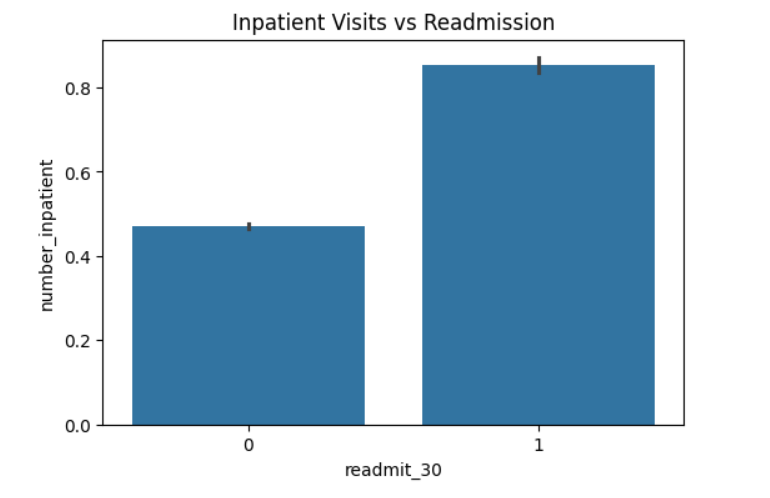 Inpatient Visits vs Readmission
number_inpatient
0.8
0.6
0.4
0.2
0.0
0 1
readmit_30